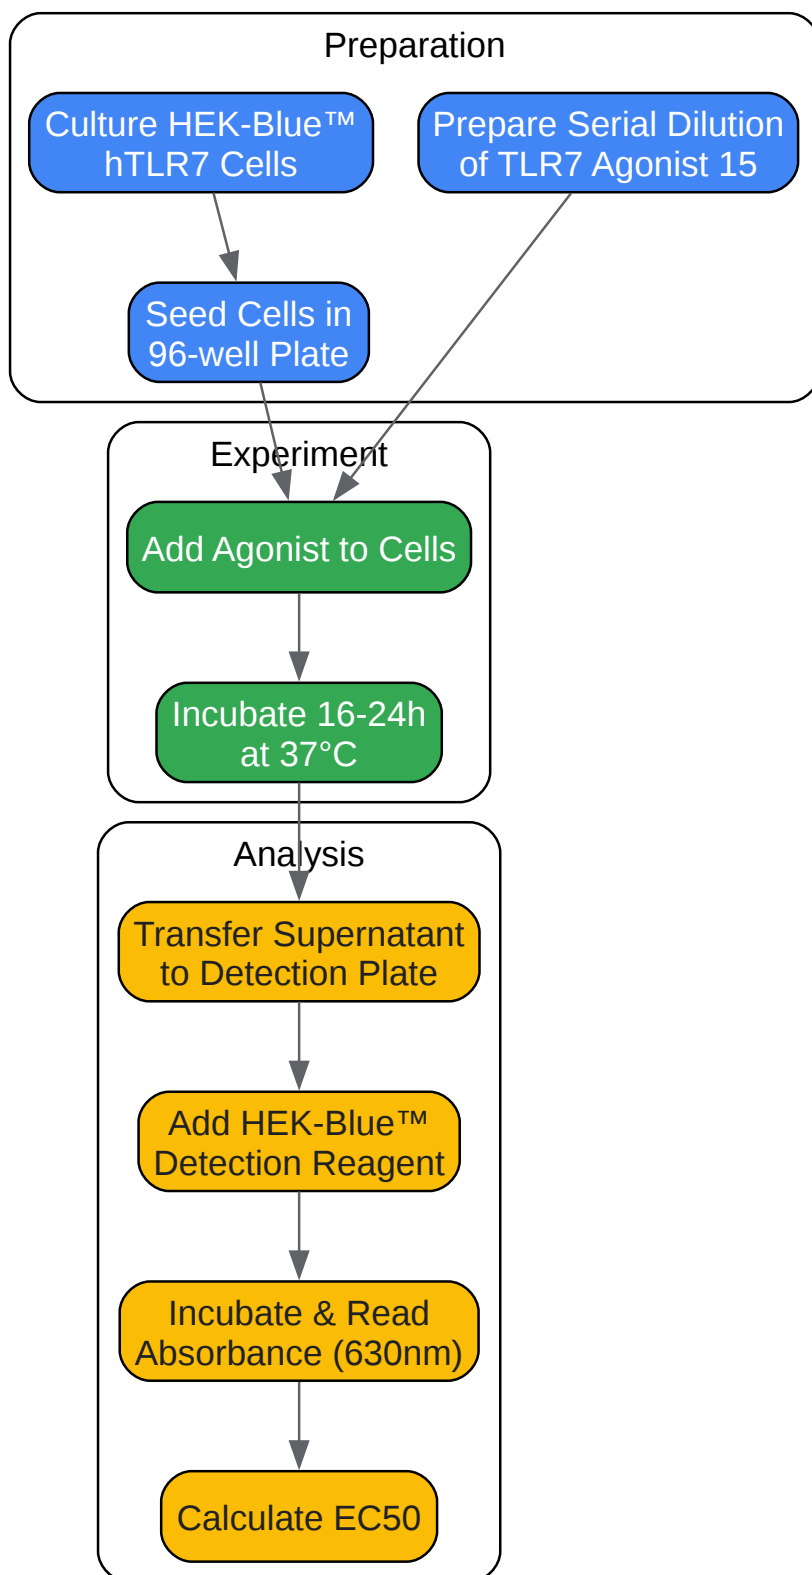 Preparation
Culture HEK-Blue™
hTLR7 Cells
Prepare Serial Dilution
of TLR7 Agonist 15
Seed Cells in
96-well Plate
Experiment
Add Agonist to Cells
Incubate 16-24h
at 37°C
Analysis
Transfer Supernatant
to Detection Plate
Add HEK-Blue™
Detection Reagent
Incubate & Read
Absorbance (630nm)
Calculate EC50